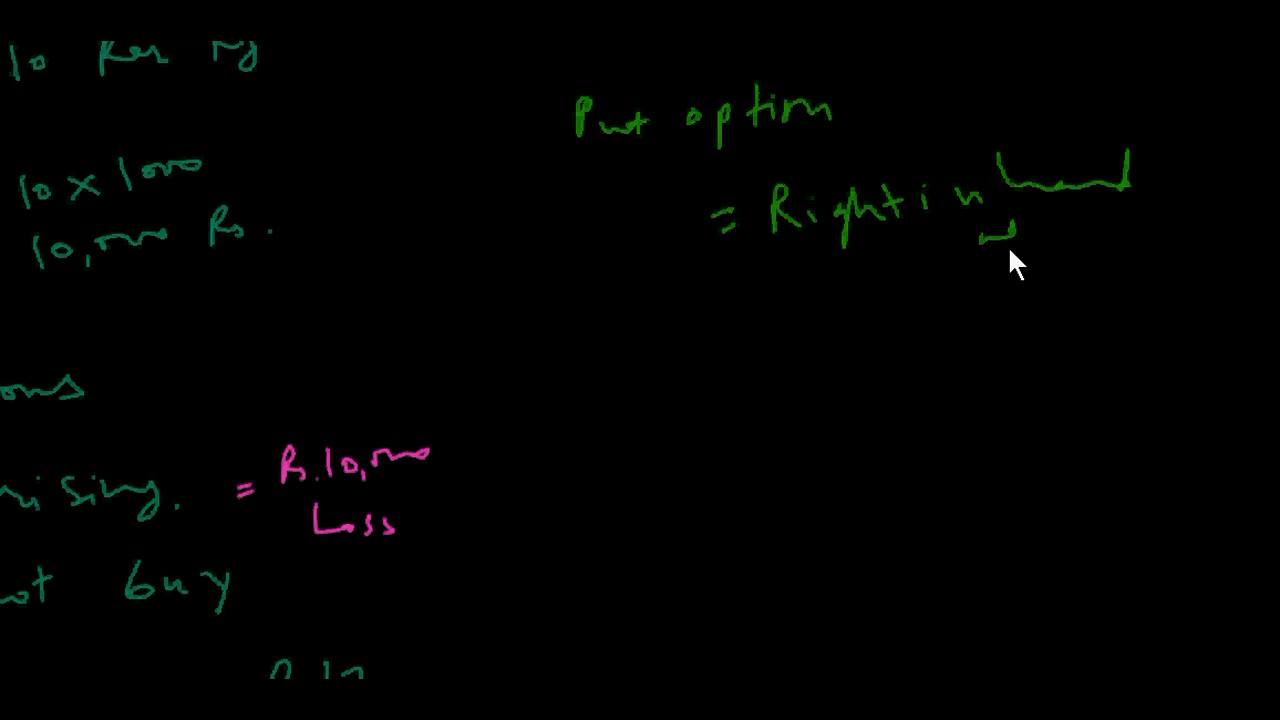 10 Per kg
10 x 1000
10,000 Rs.
ons
mising. = Rs. 10,000
Loss
not buy
Put option
= Right in